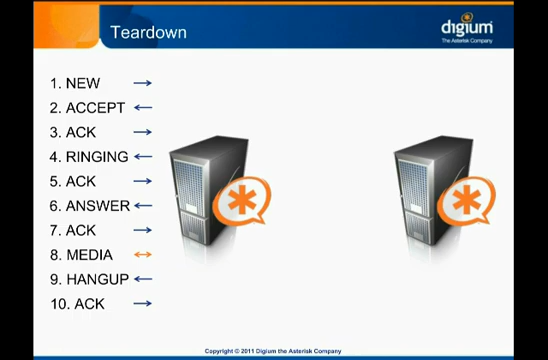 Teardown
digium
The Asterisk Company
1. NEW
2. ACCEPT
3. ACK
4. RINGING
5. ACK
6. ANSWER
7. ACK
8. MEDIA
9. HANGUP
10. ACK
Copyright © 2011 Digium the Asterisk Company